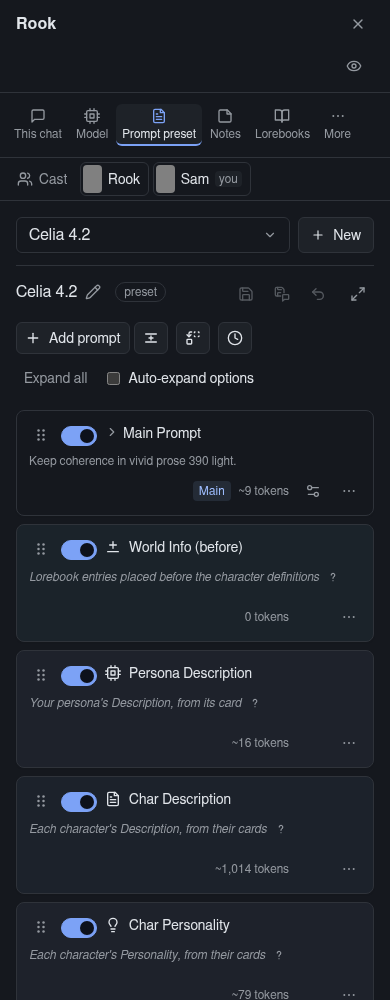 Rook
This chat
Model
Prompt preset
Notes
Lorebooks
More
Cast
Rook
Sam you
Celia 4.2
New
Celia 4.2
preset
Add prompt
Expand all
Auto-expand options
Main Prompt
Keep coherence in vivid prose 390 light.
Main ~9 tokens
World Info (before)
Lorebook entries placed before the character definitions ?
0 tokens
Persona Description
Your persona's Description, from its card ?
~16 tokens
Char Description
Each character's Description, from their cards ?
~1,014 tokens
Char Personality
Each character's Personality, from their cards ?
~79 tokens